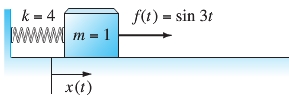 k = 4
f(t) = sin 3t
m = 1
x(t)